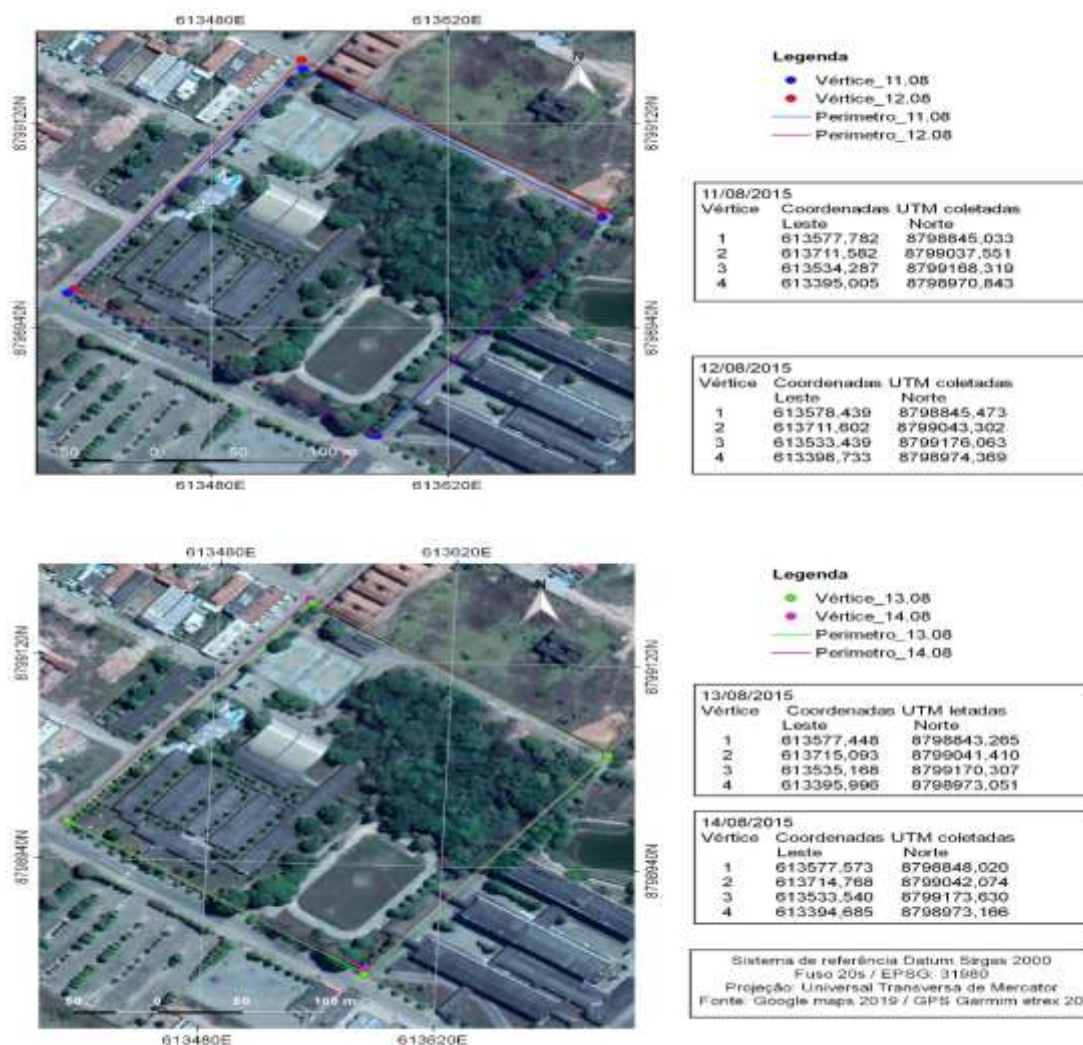 613480E 613620E
N
8799120N 8799120N
8798940N 8798940N
50 0 50 100 m
613480E 613620E
Legenda
Vértice_11.08
Vértice_12.08
Perimetro_11.08
Perimetro_12.08
11/08/2015
Vértice Coordenadas UTM coletadas
Leste Norte
1 613577,782 8798845,033
2 613711,582 8799037,551
3 613534,287 8799168,319
4 613395,005 8798970,843
12/08/2015
Vértice Coordenadas UTM coletadas
Leste Norte
1 613578,439 8798845,473
2 613711,602 8799043,302
3 613533,439 8799176,063
4 613398,733 8798974,369
613480E 613620E
N
8799120N 8799120N
8798940N 8798940N
50 0 50 100 m
613480E 613620E
Legenda
Vértice_13.08
Vértice_14.08
Perimetro_13.08
Perimetro_14.08
13/08/2015
Vértice Coordenadas UTM letadas
Leste Norte
1 613577,448 8798843,265
2 613715,093 8799041,410
3 613535,168 8799170,307
4 613395,996 8798973,051
14/08/2015
Vértice Coordenadas UTM coletadas
Leste Norte
1 613577,573 8798848,020
2 613714,768 8799042,074
3 613533,540 8799173,630
4 613394,685 8798973,166
Sistema de referência Datum Sirgas 2000
Fuso 20s / EPSG: 31980
Projeção: Universal Transversa de Mercator
Fonte: Google maps 2019 / GPS Garmim etrex 20